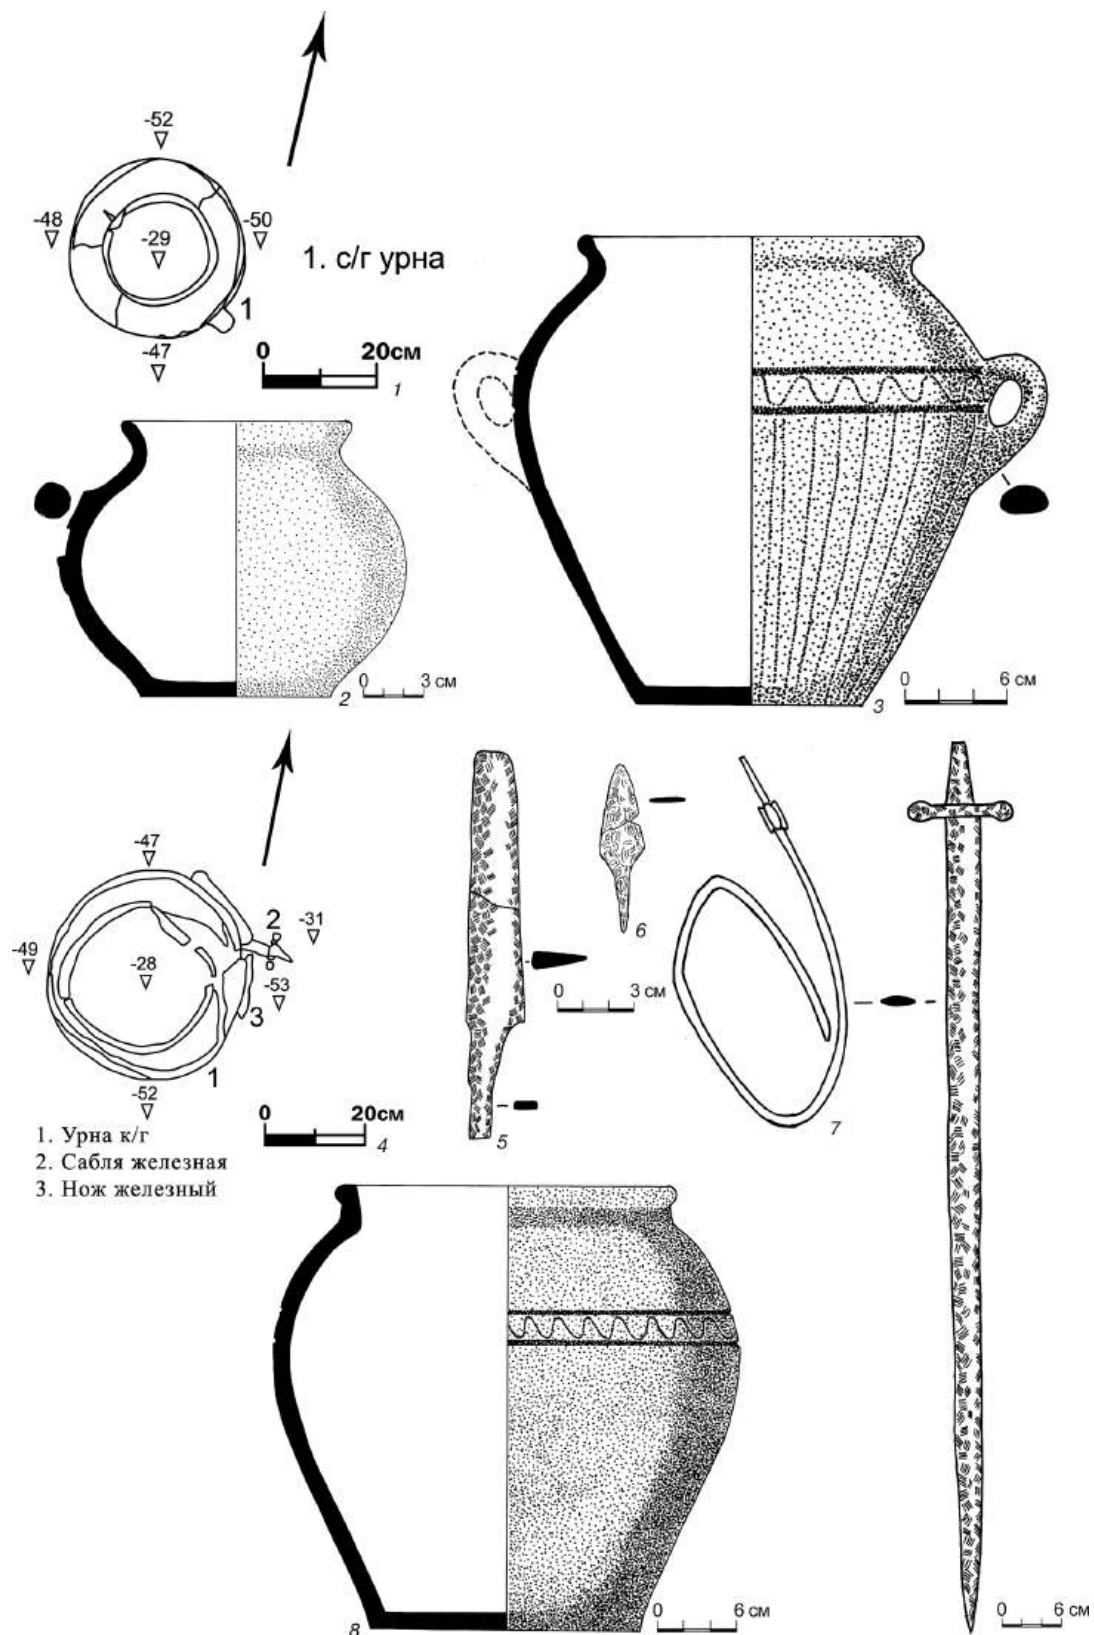 -52
-48
-29
-50
1. с/г урна
1
-47
0 20см
1
2
0 3 см
3
0 6 см
-47
2
-31
-49
-28
-53
3
1
-52
0 20см
4
1. Урна к/г
2. Сабля железная
3. Нож железный
5
6
0 3 см
7
8
0 6 см
0 6 см